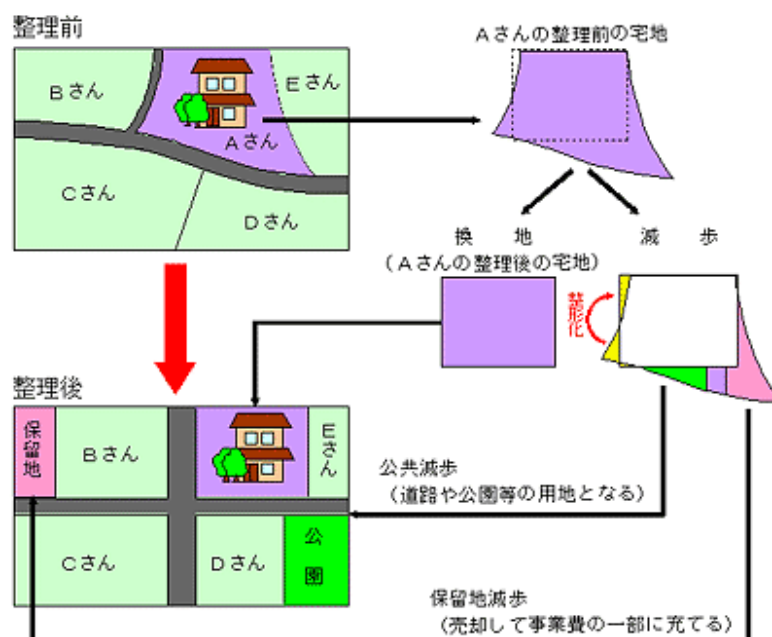 整理前
Bさん
Aさん
Eさん
Cさん
Dさん
Aさんの整理前の宅地
換地
(Aさんの整理後の宅地)
減歩
整形化
整理後
保留地
Bさん
Eさん
Cさん
Dさん
公園
公共減歩
(道路や公園等の用地となる)
保留地減歩
(売却して事業費の一部に充てる)